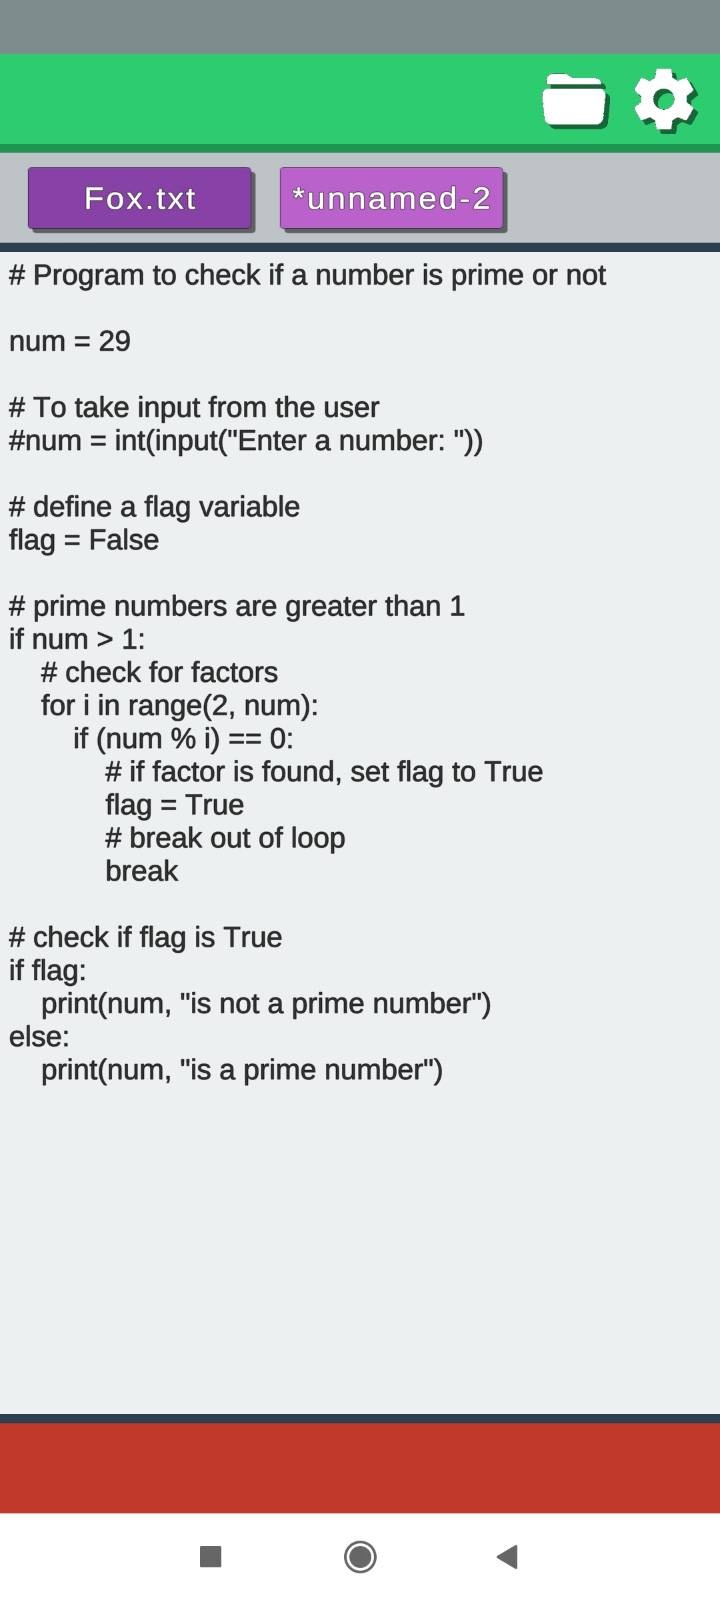 Fox.txt
*unnamed-2
# Program to check if a number is prime or not

num = 29

# To take input from the user
#num = int(input("Enter a number: "))

# define a flag variable
flag = False

# prime numbers are greater than 1
if num > 1:
    # check for factors
    for i in range(2, num):
        if (num % i) == 0:
            # if factor is found, set flag to True
            flag = True
            # break out of loop
            break

# check if flag is True
if flag:
    print(num, "is not a prime number")
else:
    print(num, "is a prime number")